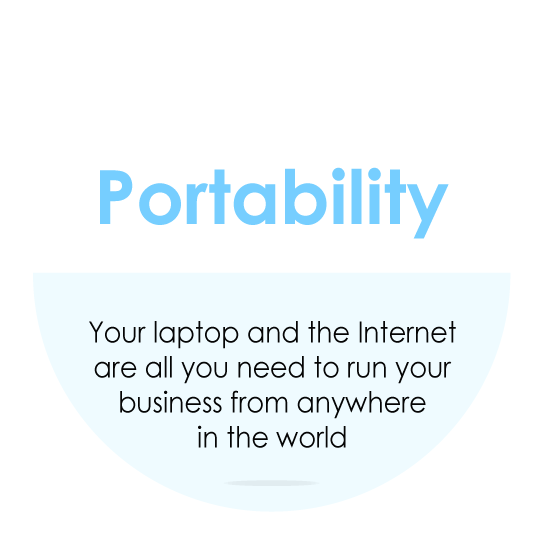 Portability
Your laptop and the Internet
are all you need to run your
business from anywhere
in the world